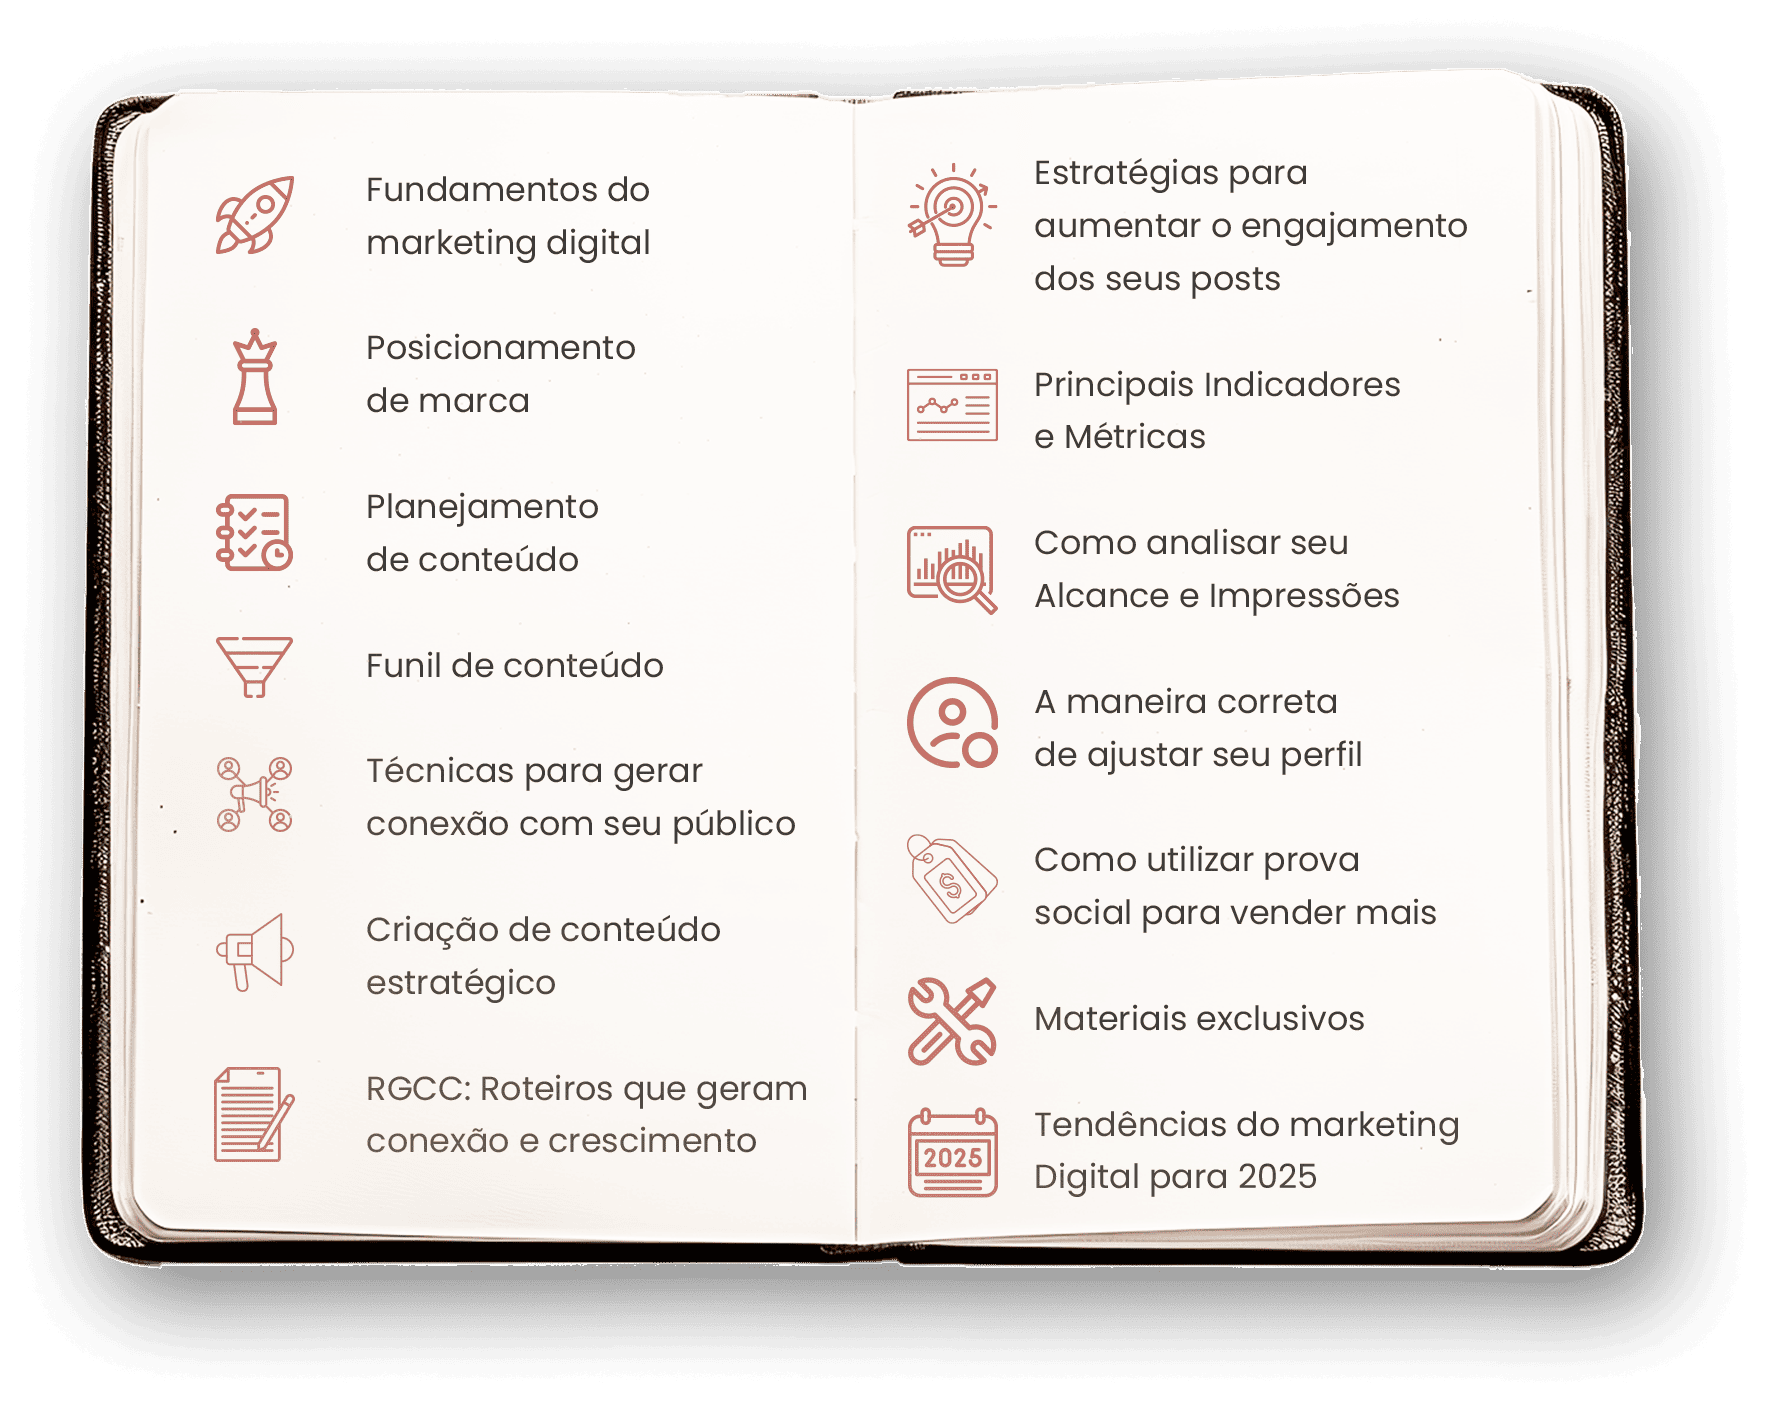 Fundamentos do
marketing digital
Posicionamento
de marca
Planejamento
de conteúdo
Funil de conteúdo
Técnicas para gerar
conexão com seu público
Criação de conteúdo
estratégico
RGCC: Roteiros que geram
conexão e crescimento
Estratégias para
aumentar o engajamento
dos seus posts
Principais Indicadores
e Métricas
Como analisar seu
Alcance e Impressões
A maneira correta
de ajustar seu perfil
$
Como utilizar prova
social para vender mais
Materiais exclusivos
2025
Tendências do marketing
Digital para 2025